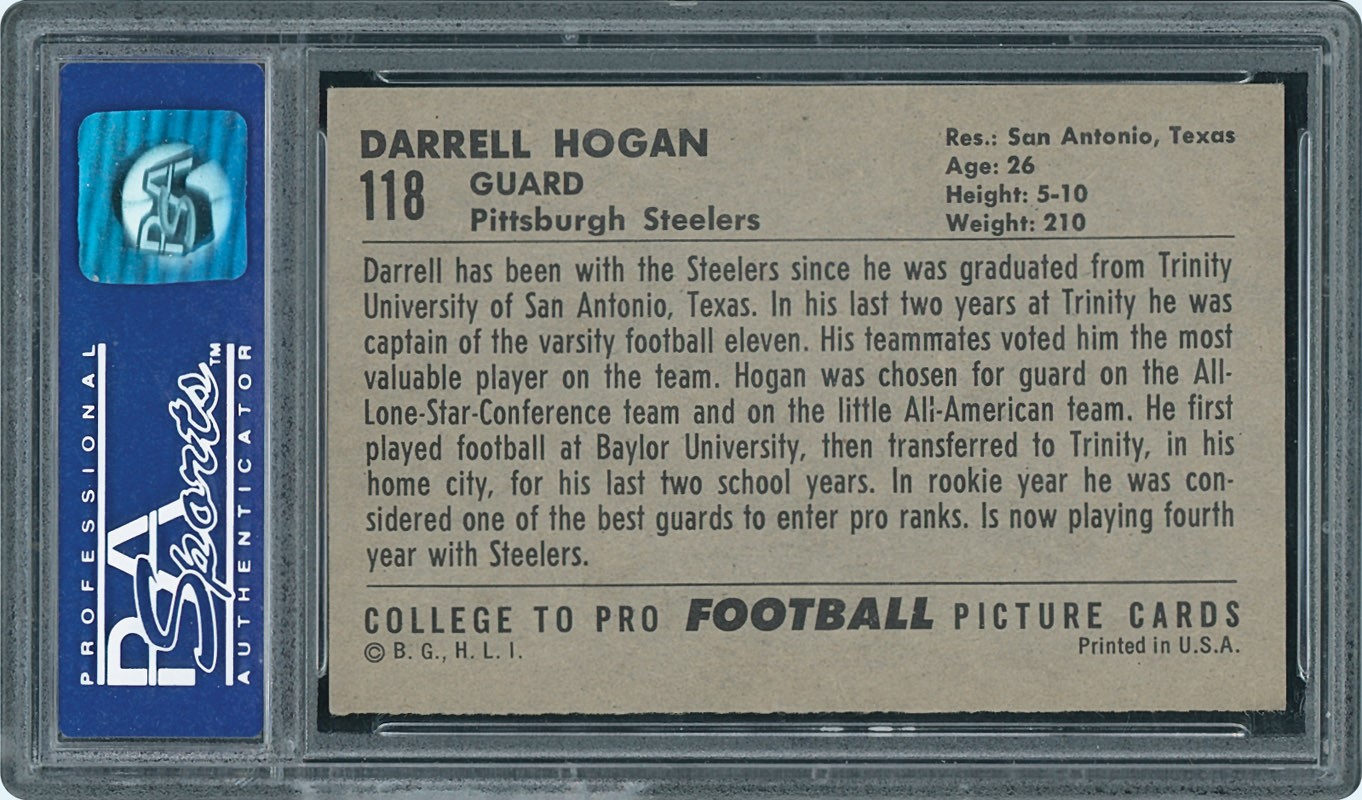 DARRELL HOGAN
118
GUARD
Pittsburgh Steelers
Res.: San Antonio, Texas
Age: 26
Height: 5-10
Weight: 210
Darrell has been with the Steelers since he was graduated from Trinity
University of San Antonio, Texas. In his last two years at Trinity he was
captain of the varsity football eleven. His teammates voted him the most
valuable player on the team. Hogan was chosen for guard on the All-
Lone-Star-Conference team and on the little All-American team. He first
played football at Baylor University, then transferred to Trinity, in his
home city, for his last two school years. In rookie year he was con-
sidered one of the best guards to enter pro ranks. Is now playing fourth
year with Steelers.
COLLEGE TO PRO FOOTBALL PICTURE CARDS
© B. G., H. L. I.
Printed in U.S.A.
PSA
PROFESSIONAL
PSA Sports™
AUTHENTICATOR